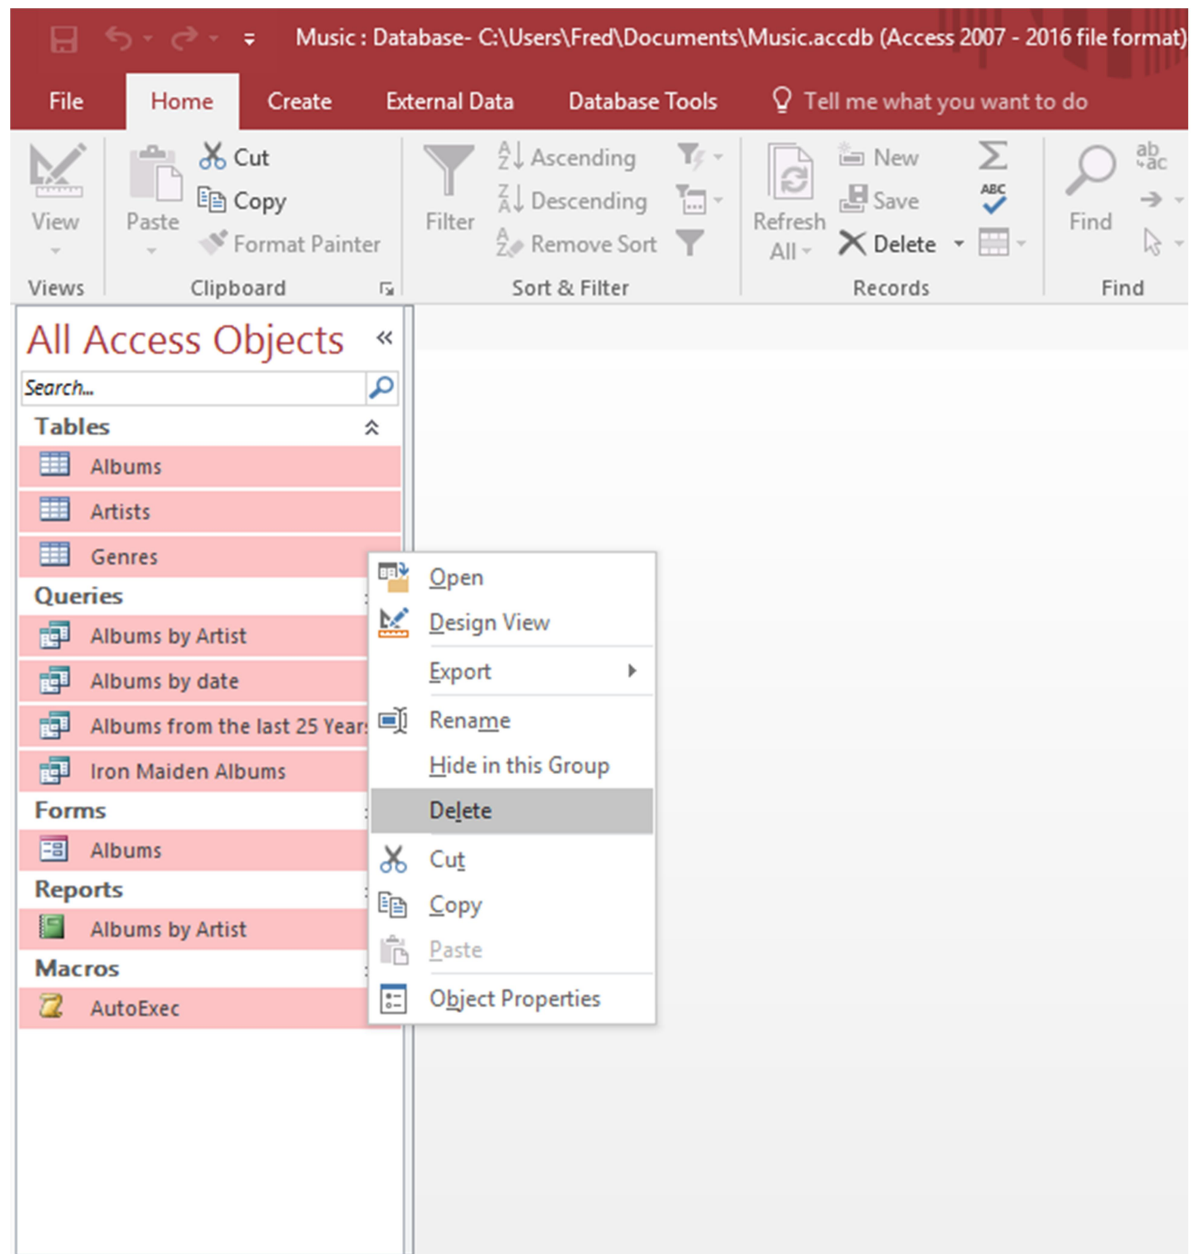 Music : Database- C:\Users\Fred\Documents\Music.accdb (Access 2007 - 2016 file format)
File Home Create External Data Database Tools Tell me what you want to do
View
Views
Paste
Cut
Copy
Format Painter
Clipboard
Filter
Ascending
Descending
Remove Sort
Sort & Filter
Refresh
All
New
Save
Delete
ABC
Records
Find
ab
ac
Find
All Access Objects
Search...
Tables
Albums
Artists
Genres
Queries
Albums by Artist
Albums by date
Albums from the last 25 Year
Iron Maiden Albums
Forms
Albums
Reports
Albums by Artist
Macros
AutoExec
Open
Design View
Export
Rename
Hide in this Group
Delete
Cut
Copy
Paste
Object Properties